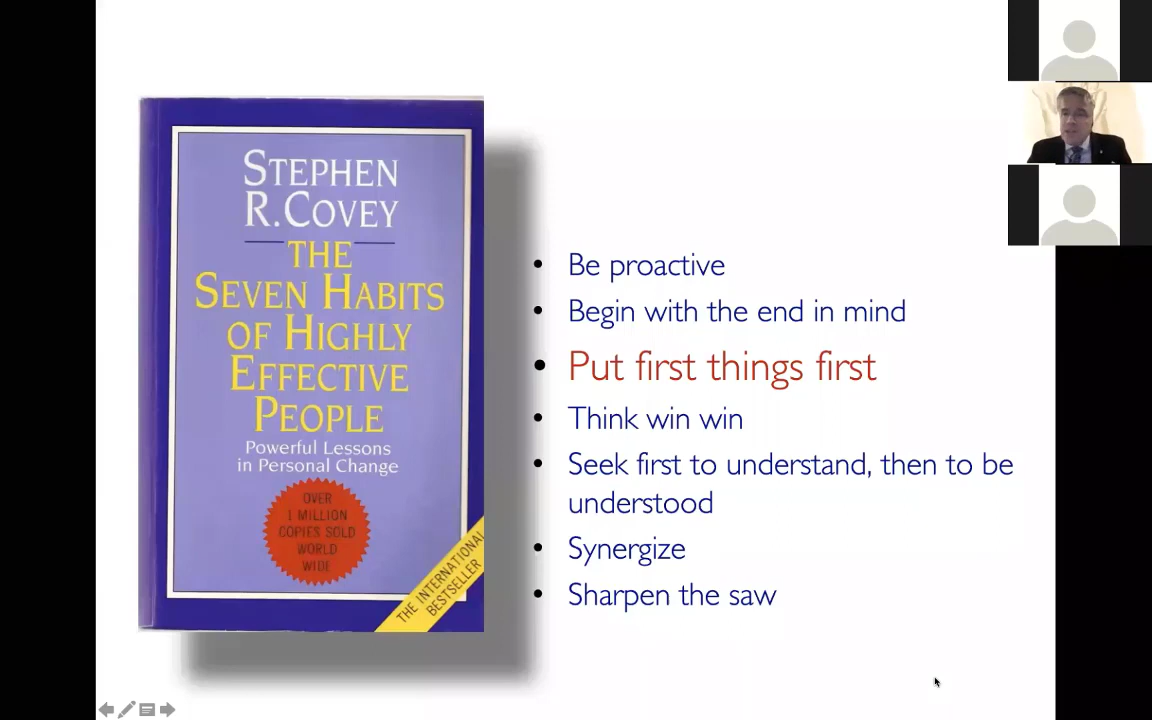 STEPHEN
R. COVEY
THE
SEVEN HABITS
OF HIGHLY
EFFECTIVE
PEOPLE
Powerful Lessons
in Personal Change
OVER
1 MILLION
COPIES SOLD
WORLD
WIDE
THE INTERNATIONAL
BESTSELLER
• Be proactive
• Begin with the end in mind
• Put first things first
• Think win win
• Seek first to understand, then to be
understood
• Synergize
• Sharpen the saw